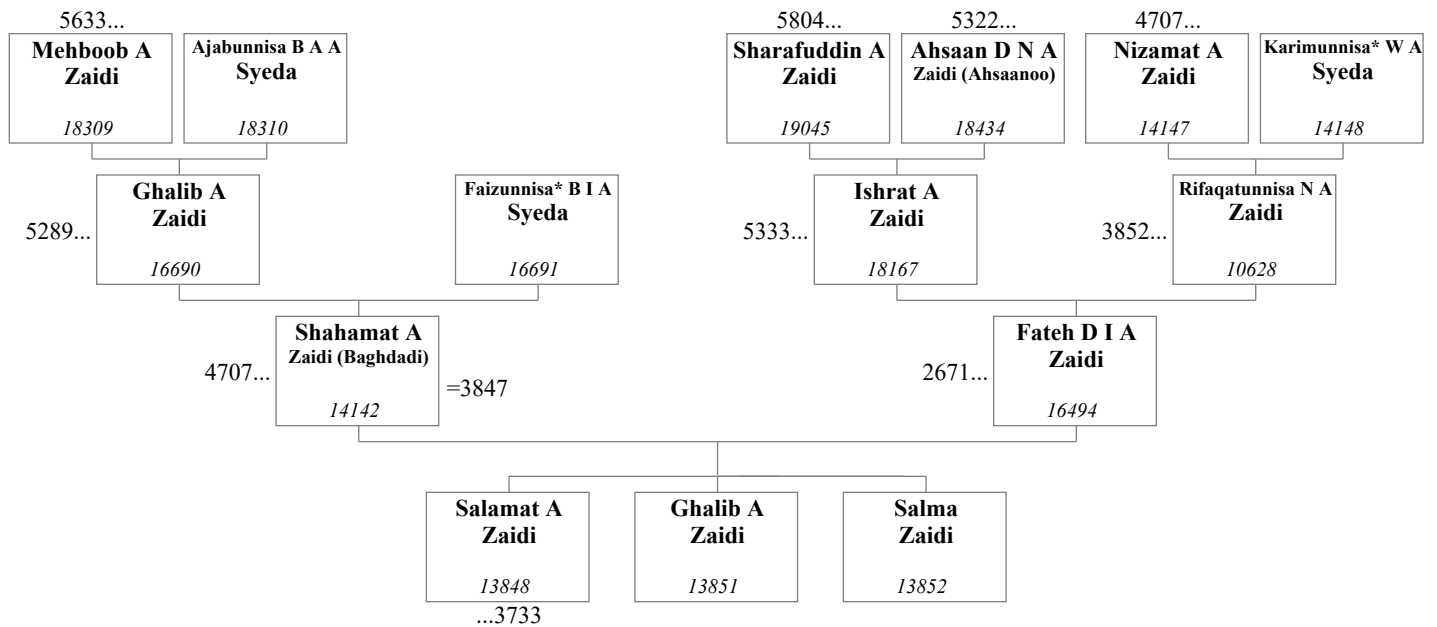 5633...
5804...
5322...
4707...
Mehboob A
Zaidi
18309
Ajabunnisa B A A
Syeda
18310
Sharafuddin A
Zaidi
19045
Ahsaan D N A
Zaidi (Ahsaanoo)
18434
Nizamat A
Zaidi
14147
Karimunnisa* W A
Syeda
14148
5289...
Ghalib A
Zaidi
16690
Faizunnisa* B I A
Syeda
16691
5333...
Ishrat A
Zaidi
18167
3852...
Rifaqatunnisa N A
Zaidi
10628
4707...
Shahamat A
Zaidi (Baghdadi)
14142
=3847
2671...
Fateh D I A
Zaidi
16494
Salamat A
Zaidi
13848
...3733
Ghalib A
Zaidi
13851
Salma
Zaidi
13852